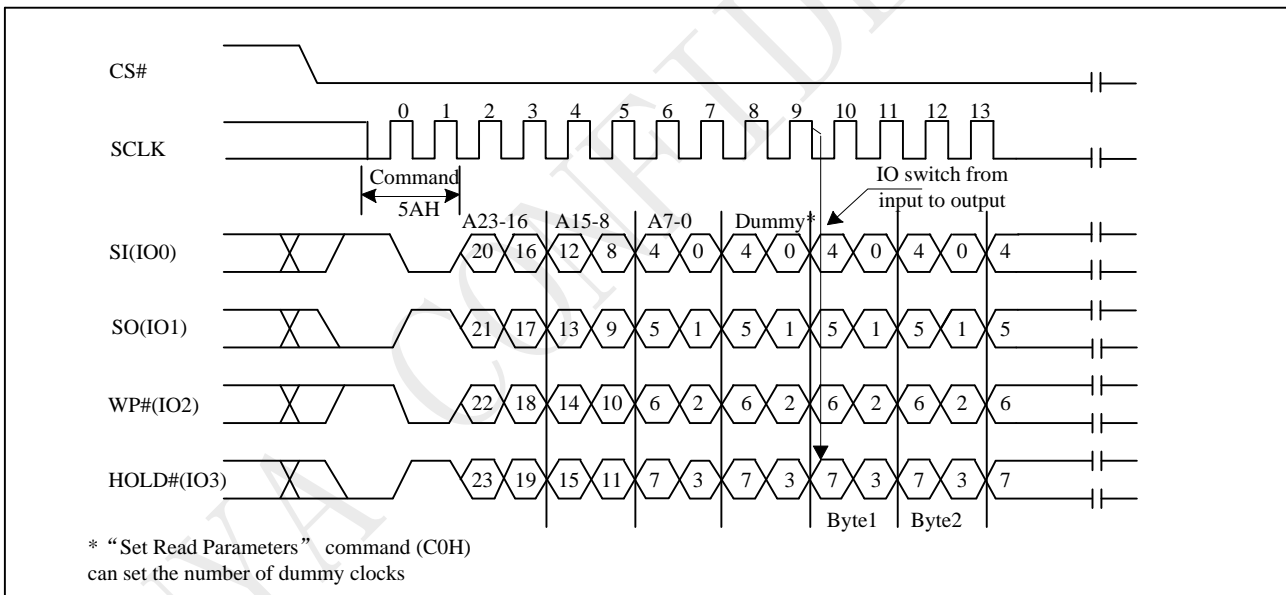 CS#
0 1 2 3 4 5 6 7 8 9 10 11 12 13
SCLK
Command
5AH
IO switch from
input to output
A23-16 A15-8 A7-0 Dummy*
SI(IO0) 20 16 12 8 4 0 4 0 4 0 4 0 4
SO(IO1) 21 17 13 9 5 1 5 1 5 1 5 1 5
WP#(IO2) 22 18 14 10 6 2 6 2 6 2 6 2 6
HOLD#(IO3) 23 19 15 11 7 3 7 3 7 3 7 3 7
Byte1 Byte2
* “Set Read Parameters” command (C0H)
can set the number of dummy clocks